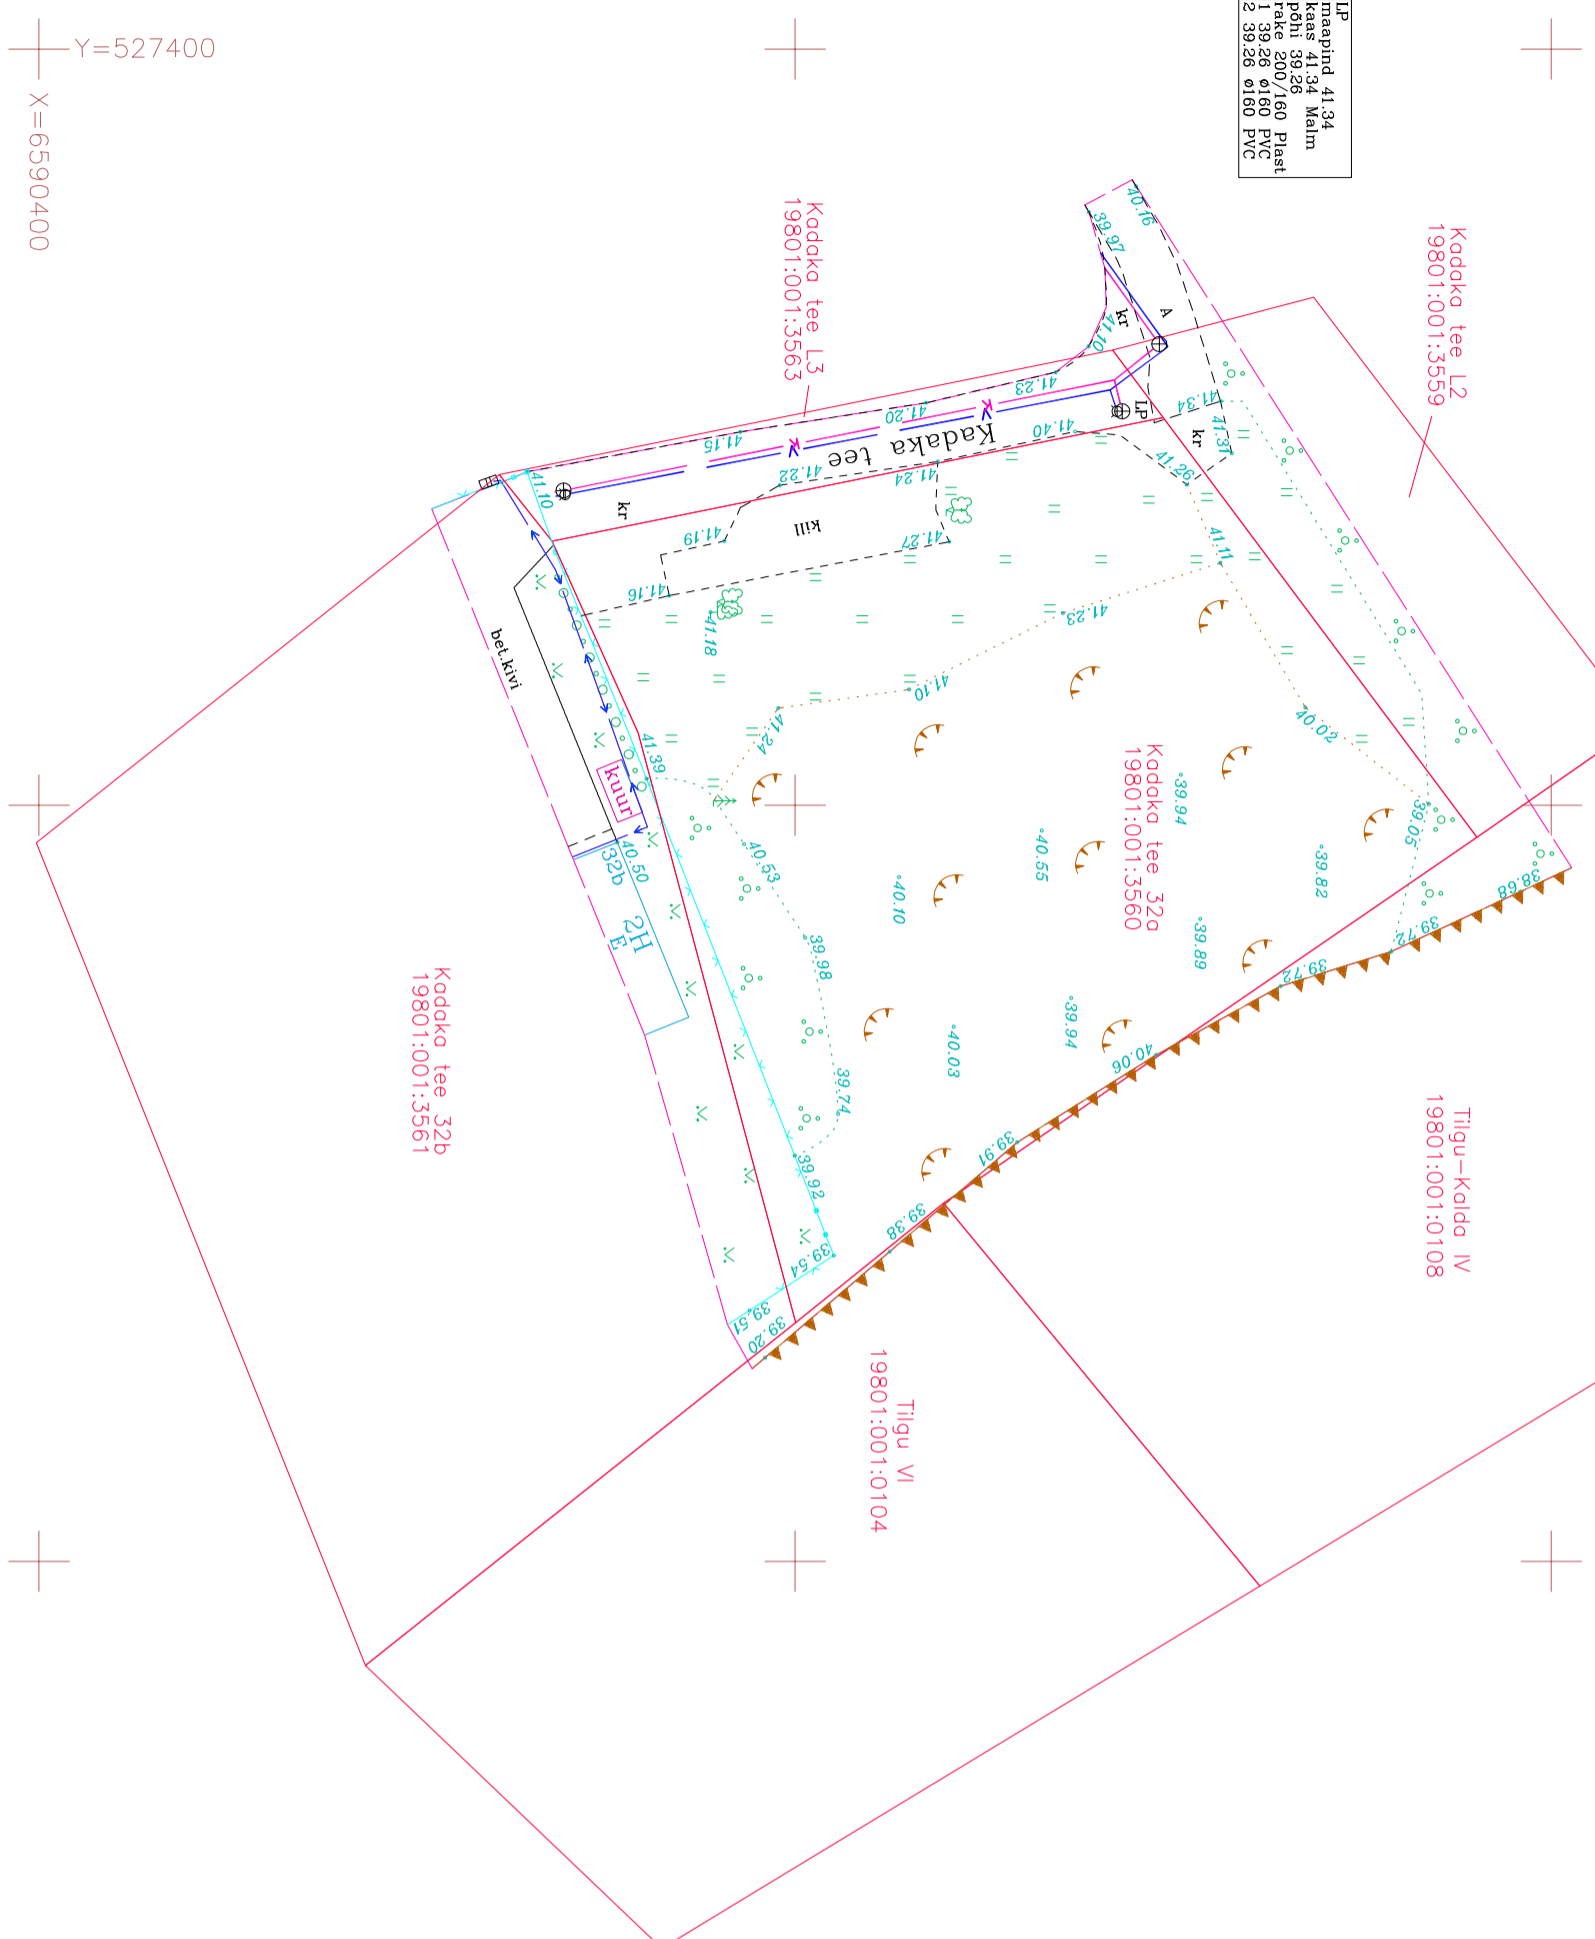 LP
maapind 41.34
kaas 41.34 Malm
põhi 39.26
rake 200/160 Plast
1 39.26 ø160 PVC
2 39.26 ø160 PVC
Y=527400
X=6590400
Kadaka tee L2
19801:001:3559
Kadaka tee L3
19801:001:3563
40.16
39.97
A
kr
41.10
41.23
LP
41.34
41.37
kr
41.26
41.20
K
V
41.40
Kadaka tee
41.15
K
V
41.22
41.24
41.10
kr
kill
41.19
41.27
41.11
41.16
41.18
41.23
bet.kivi
41.10
41.24
40.02
41.39
kuur
Kadaka tee 32a
19801:001:3560
39.94
39.05
40.50
32b
40.53
40.55
39.82
38.68
2H
E
40.10
39.89
39.72
39.72
39.98
Kadaka tee 32b
19801:001:3561
39.94
40.03
40.06
39.74
39.91
Tilgu-Kalda IV
19801:001:0108
39.92
39.38
39.54
39.51
39.20
Tilgu VI
19801:001:0104